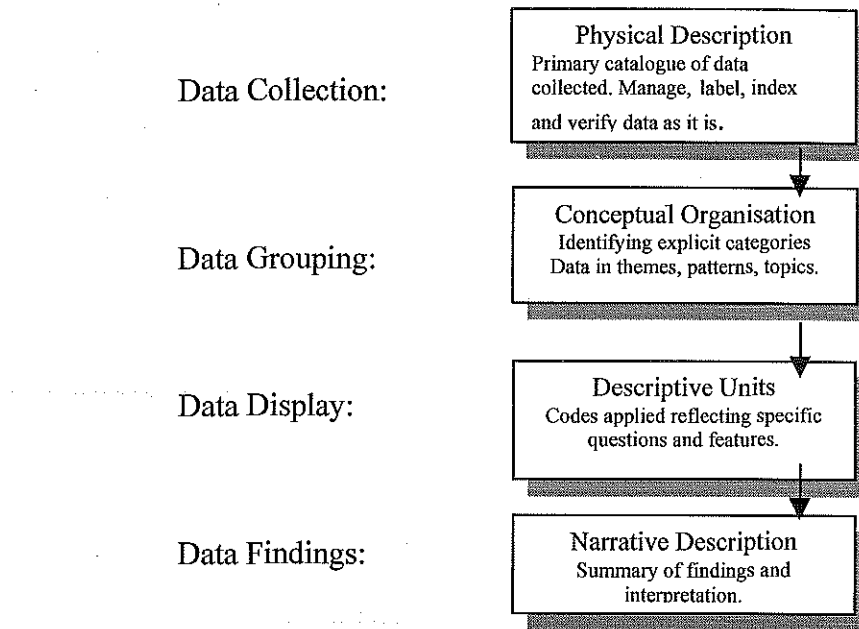 Physical Description
Primary catalogue of data
Data Collection:
collected. Manage, label, index
and verify data as it is.
Conceptual Organisation
Identifying explicit categories
Data Grouping:
Data in themes, patterns, topics.
Descriptive Units
Data Display:
Codes applied reflecting specific
questions and features.
Narrative Description
Data Findings:
Summary of findings and
interpretation.